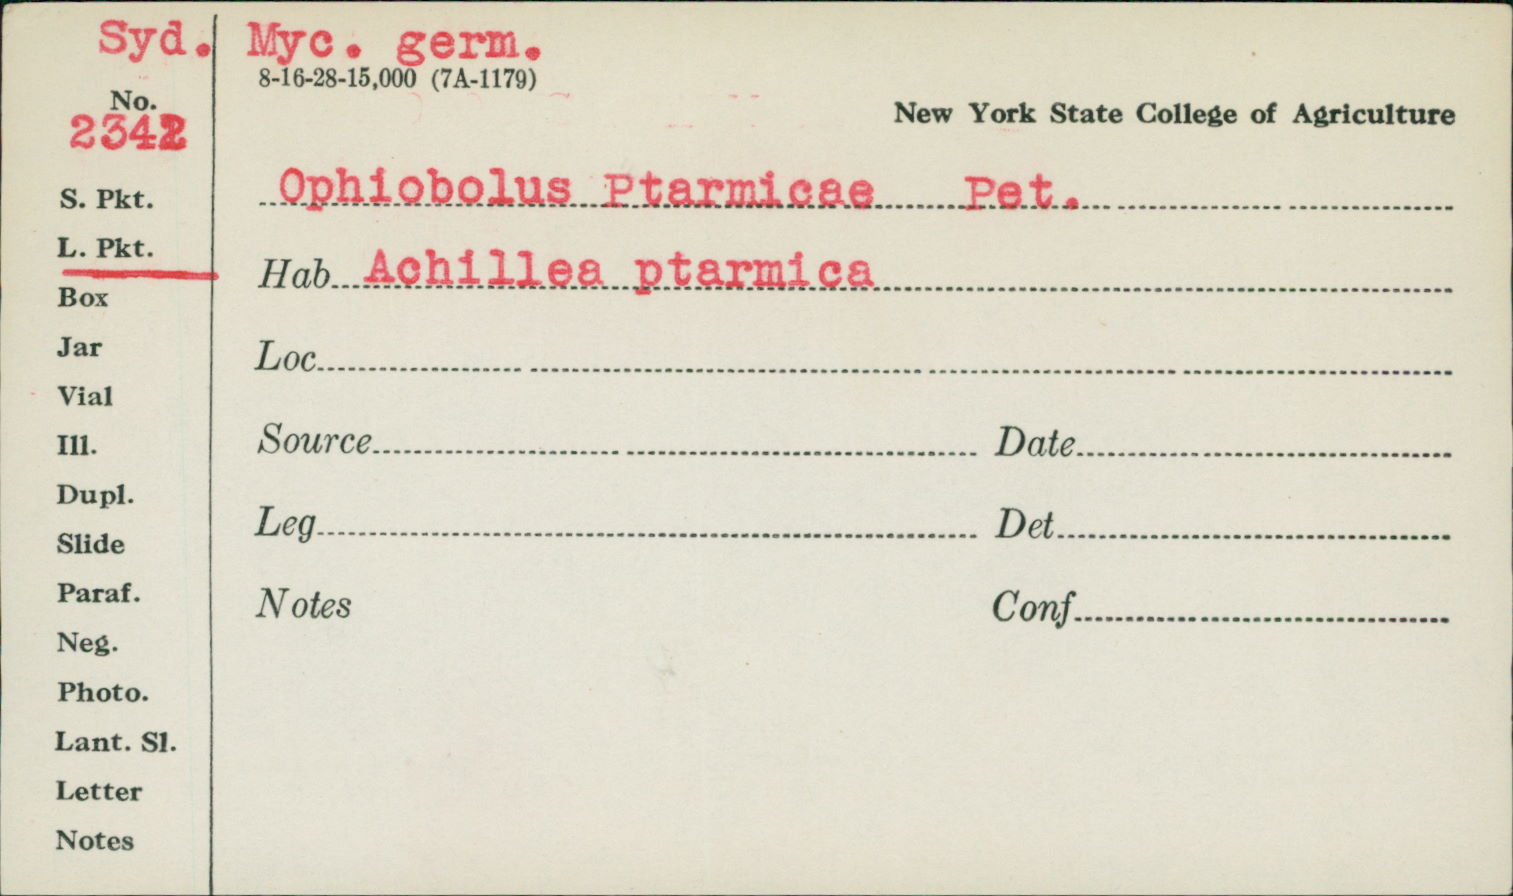 Syd. Myc. germ.
8-16-28-15,000 (7A-1179)
No.
2342
New York State College of Agriculture
S. Pkt.
Ophiobolus Ptarmicae Pet.
L. Pkt.
Hab. Achillea ptarmica
Box
Jar
Loc.
Vial
Ill.
Source
Date
Dupl.
Leg
Det
Slide
Paraf.
Notes
Conf
Neg.
Photo.
Lant. Sl.
Letter
Notes